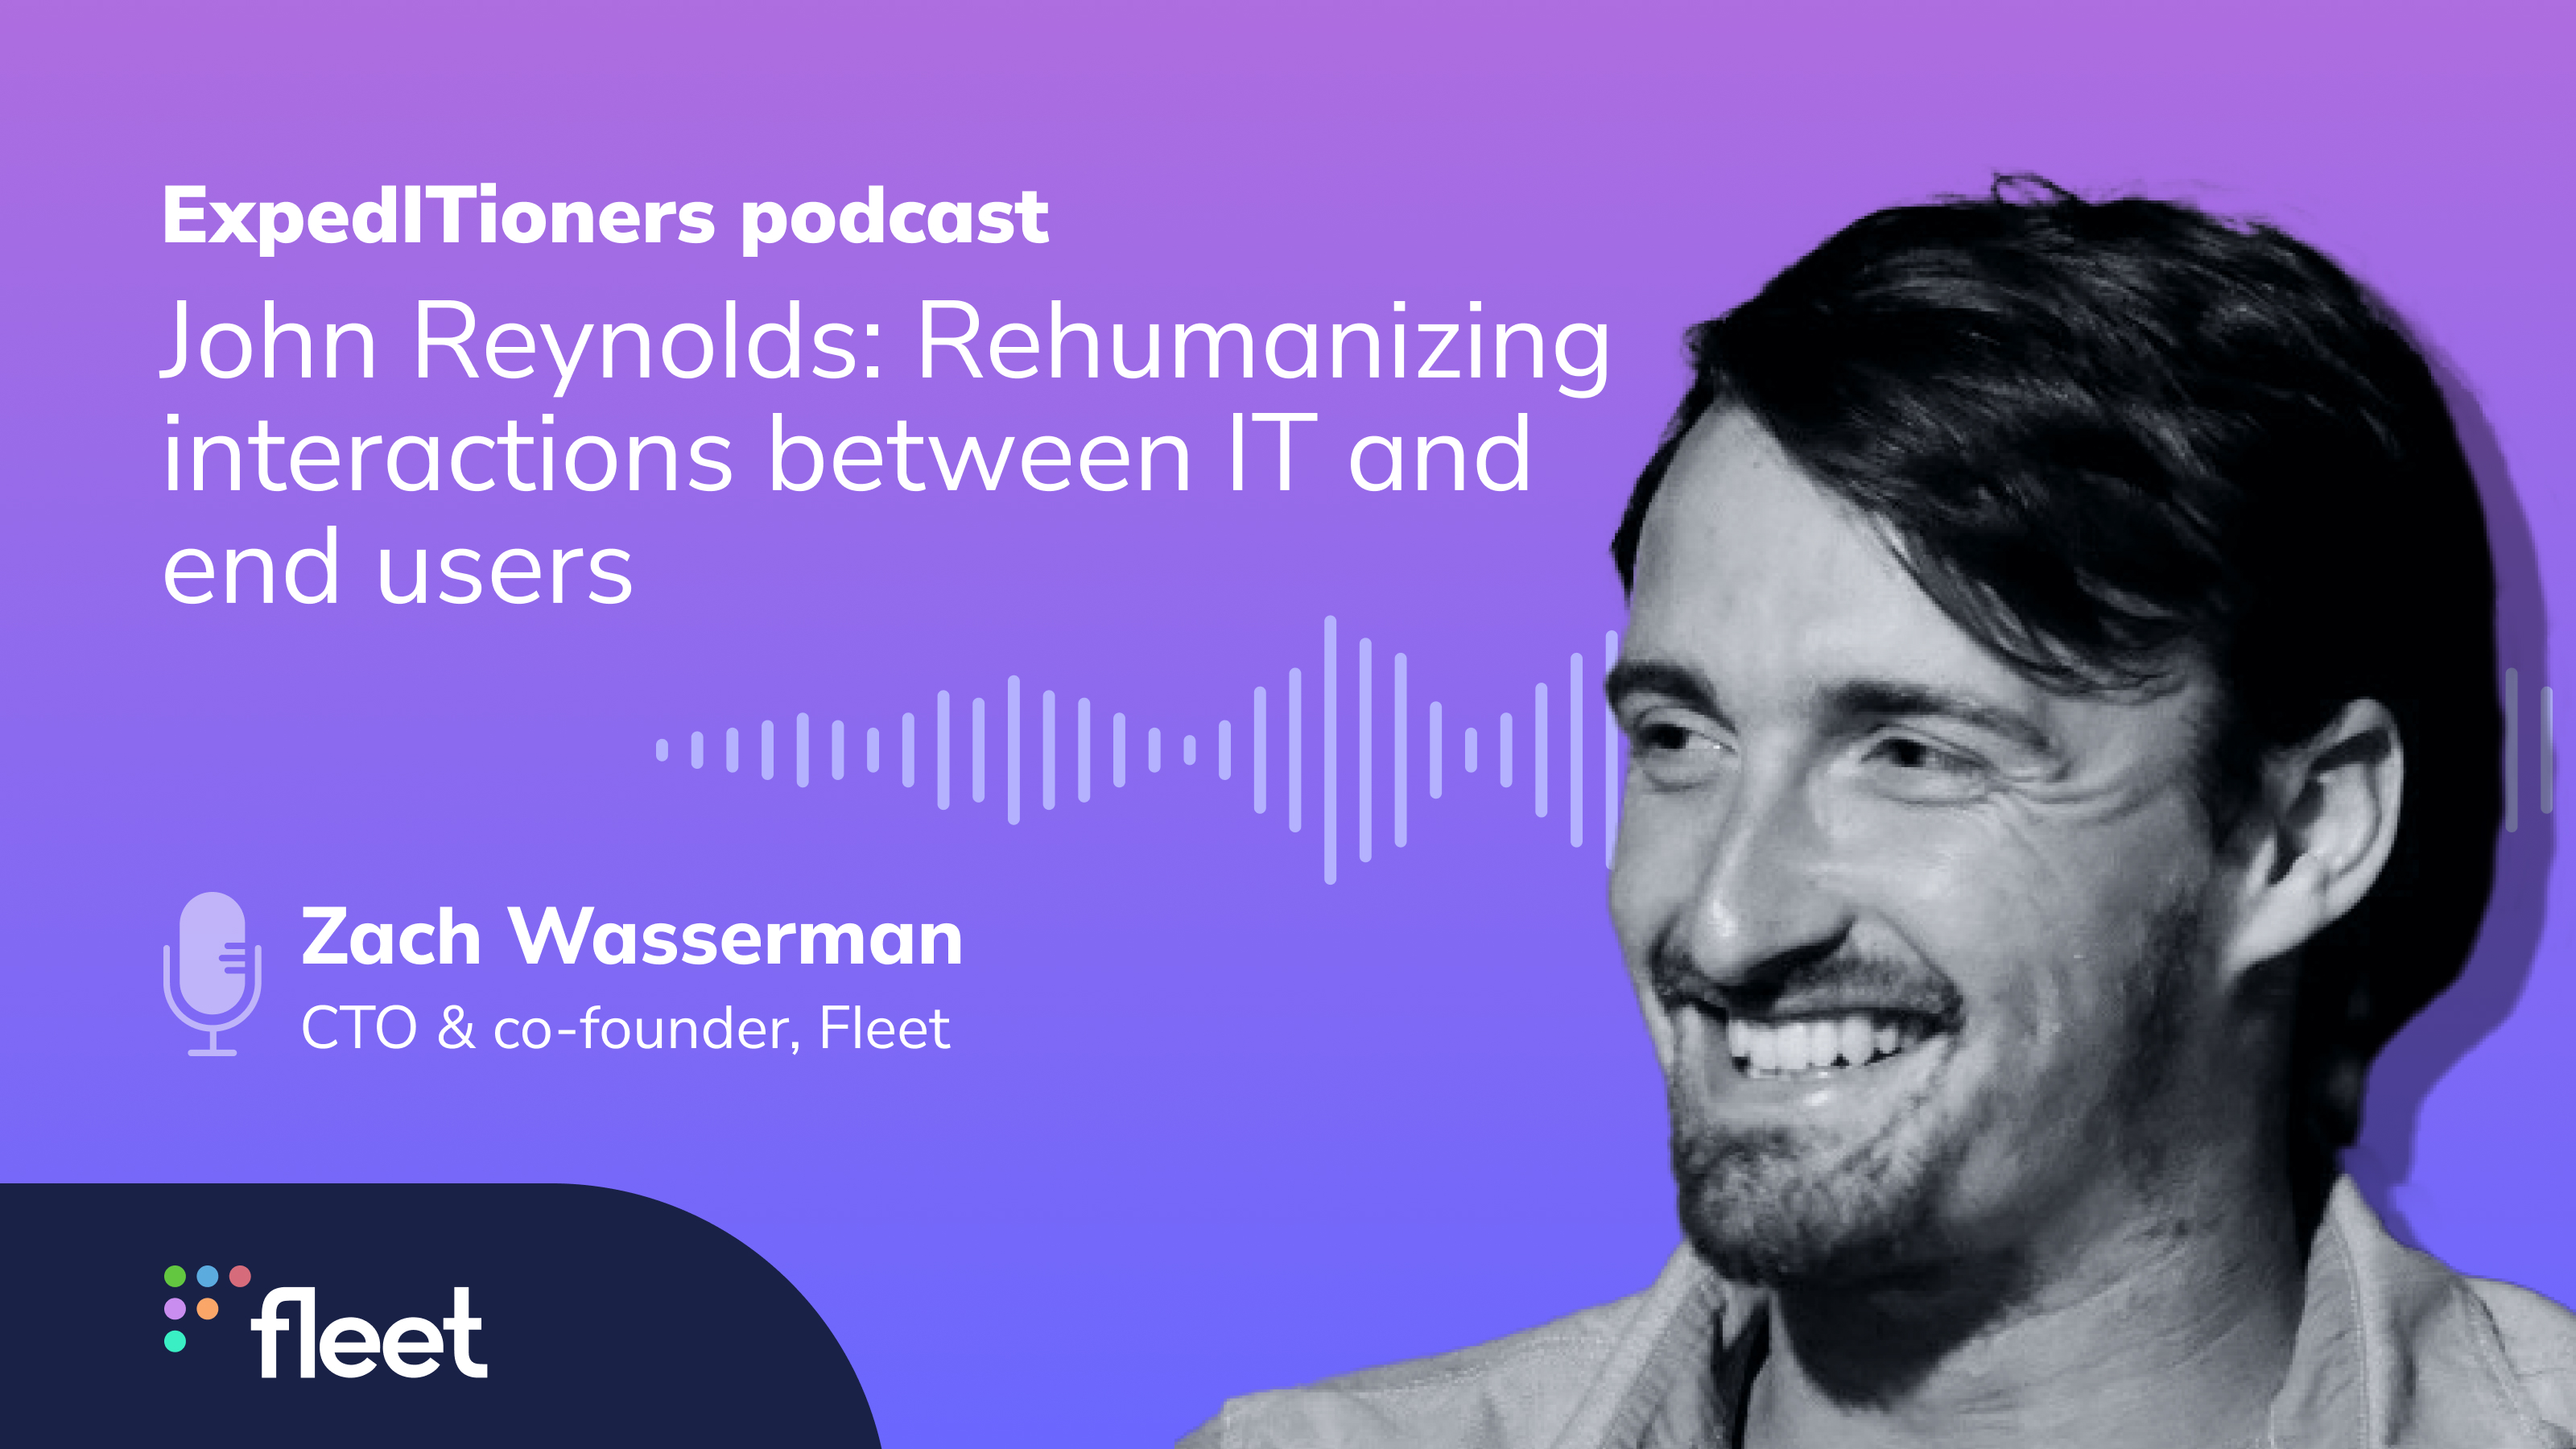 ExpedITioners podcast
John Reynolds: Rehumanizing
interactions between IT and
end users
Zach Wasserman
CTO & co-founder, Fleet
fleet